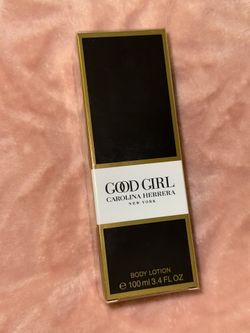 GOOD GIRL
CAROLINA HERRERA
NEW YORK
BODY LOTION
℮ 100 ml 3.4 FL OZ